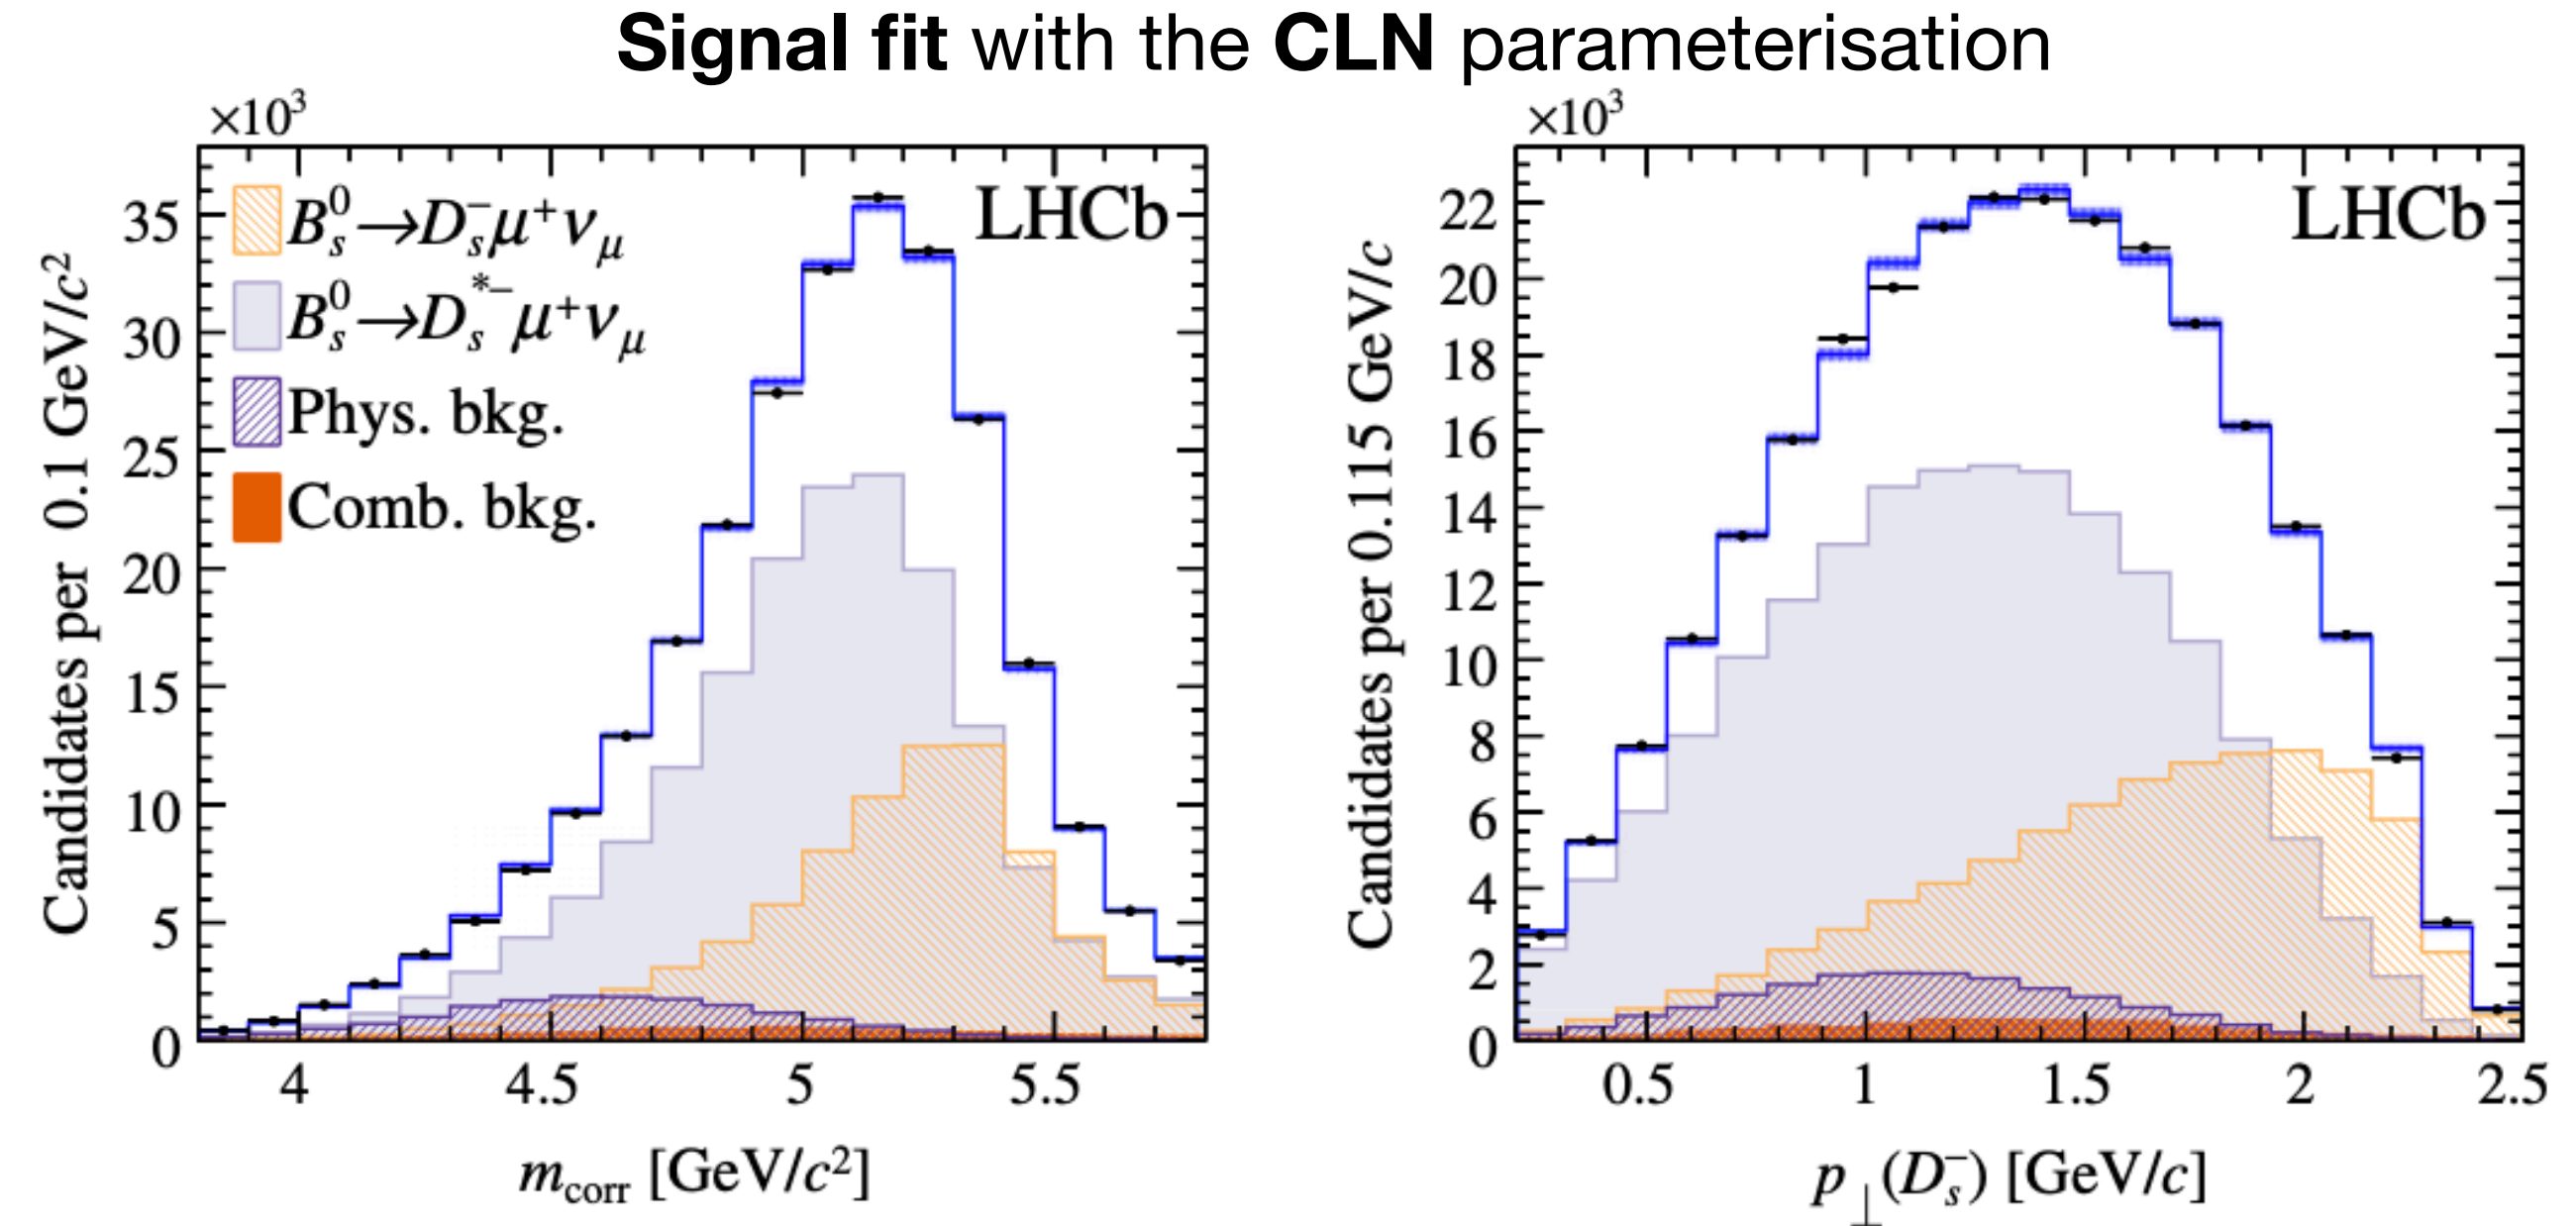 Signal fit with the CLN parameterisation
×10³
Candidates per 0.1 GeV/c²
35
30
25
20
15
10
5
0
B⁰ₛ→D⁻ₛμ⁺ν_μ
B⁰ₛ→D*⁻ₛμ⁺ν_μ
Phys. bkg.
Comb. bkg.
LHCb
4 4.5 5 5.5
m_corr [GeV/c²]
×10³
Candidates per 0.115 GeV/c
22
20
18
16
14
12
10
8
6
4
2
0
LHCb
0.5 1 1.5 2 2.5
p_⊥(D⁻ₛ) [GeV/c]